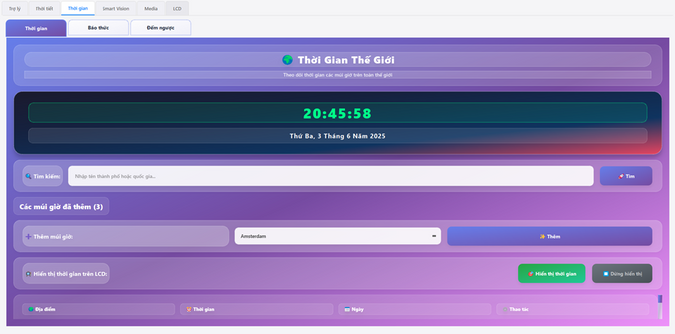 Trợ lý Thời tiết Thời gian Smart Vision Media LCD
Thời gian Báo thức Đếm ngược
Thời Gian Thế Giới
Theo dõi thời gian các múi giờ trên toàn thế giới
20:45:58
Thứ Ba, 3 Tháng 6 Năm 2025
Tìm kiếm: Nhập tên thành phố hoặc quốc gia... Tìm
Các múi giờ đã thêm (3)
Thêm múi giờ: Amsterdam Thêm
Hiển thị thời gian trên LCD: Hiển thị thời gian Dừng hiển thị
Địa điểm Thời gian Ngày Thao tác